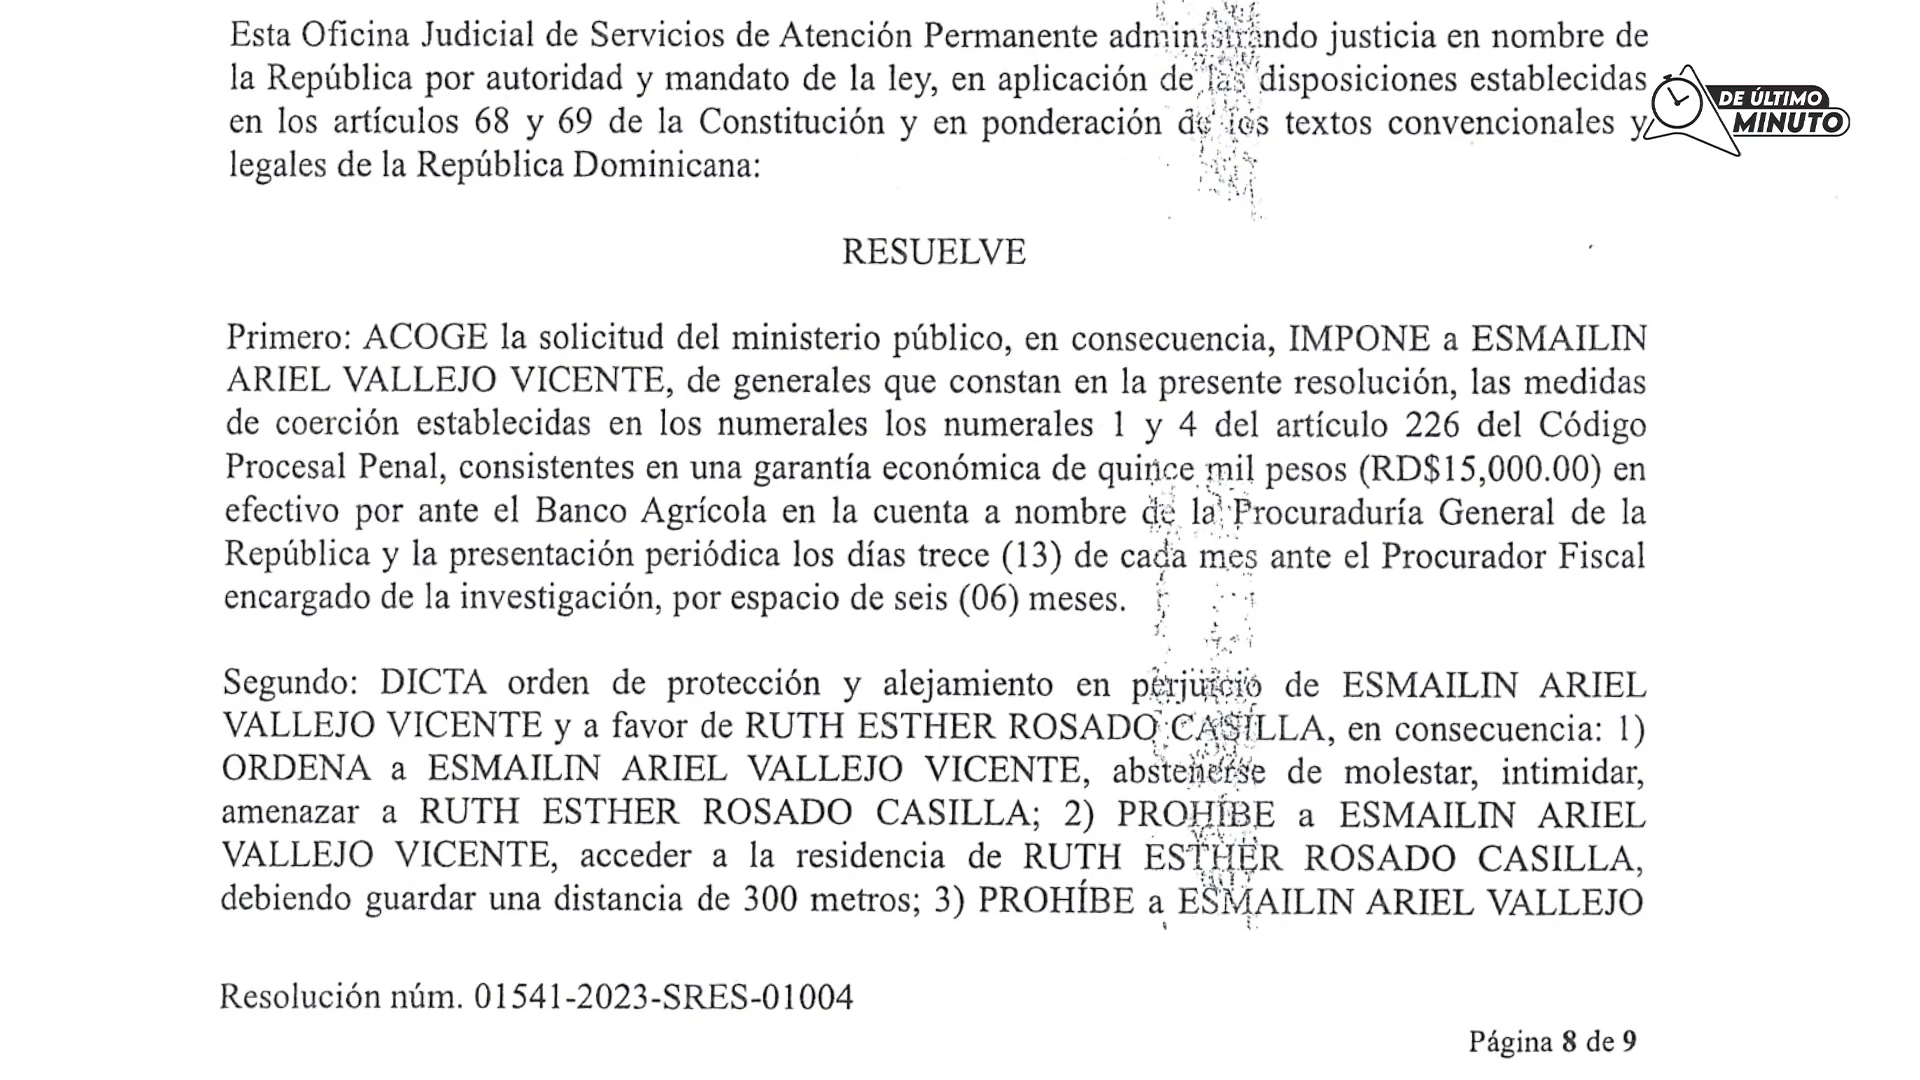 Esta Oficina Judicial de Servicios de Atención Permanente administrando justicia en nombre de
la República por autoridad y mandato de la ley, en aplicación de las disposiciones establecidas
en los artículos 68 y 69 de la Constitución y en ponderación de los textos convencionales y
legales de la República Dominicana:
DE ÚLTIMO
MINUTO
RESUELVE
Primero: ACOGE la solicitud del ministerio público, en consecuencia, IMPONE a ESMAILIN
ARIEL VALLEJO VICENTE, de generales que constan en la presente resolución, las medidas
de coerción establecidas en los numerales los numerales 1 y 4 del artículo 226 del Código
Procesal Penal, consistentes en una garantía económica de quince mil pesos (RD$15,000.00) en
efectivo por ante el Banco Agrícola en la cuenta a nombre de la Procuraduría General de la
República y la presentación periódica los días trece (13) de cada mes ante el Procurador Fiscal
encargado de la investigación, por espacio de seis (06) meses.
Segundo: DICTA orden de protección y alejamiento en perjuicio de ESMAILIN ARIEL
VALLEJO VICENTE y a favor de RUTH ESTHER ROSADO CASILLA, en consecuencia: 1)
ORDENA a ESMAILIN ARIEL VALLEJO VICENTE, abstenerse de molestar, intimidar,
amenazar a RUTH ESTHER ROSADO CASILLA; 2) PROHÍBE a ESMAILIN ARIEL
VALLEJO VICENTE, acceder a la residencia de RUTH ESTHER ROSADO CASILLA,
debiendo guardar una distancia de 300 metros; 3) PROHÍBE a ESMAILIN ARIEL VALLEJO
Resolución núm. 01541-2023-SRES-01004
Página 8 de 9